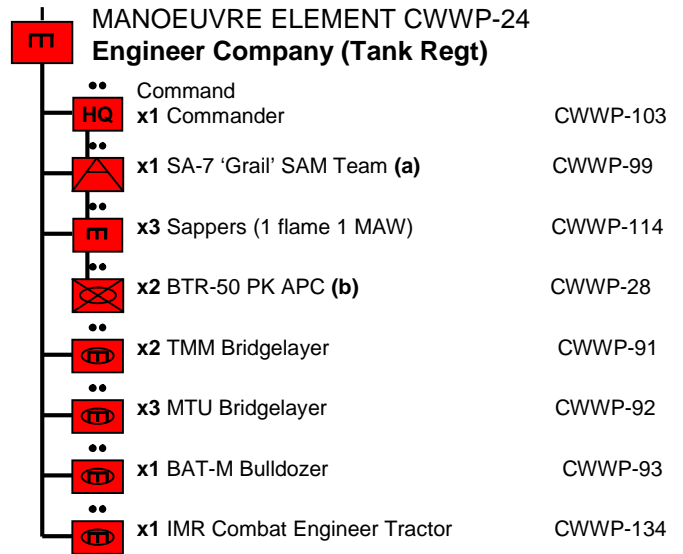 MANOEUVRE ELEMENT CWWP-24
Engineer Company (Tank Regt)
Command
HQ x1 Commander CWWP-103
x1 SA-7 ‘Grail’ SAM Team (a) CWWP-99
x3 Sappers (1 flame 1 MAW) CWWP-114
x2 BTR-50 PK APC (b) CWWP-28
x2 TMM Bridgelayer CWWP-91
x3 MTU Bridgelayer CWWP-92
x1 BAT-M Bulldozer CWWP-93
x1 IMR Combat Engineer Tractor CWWP-134